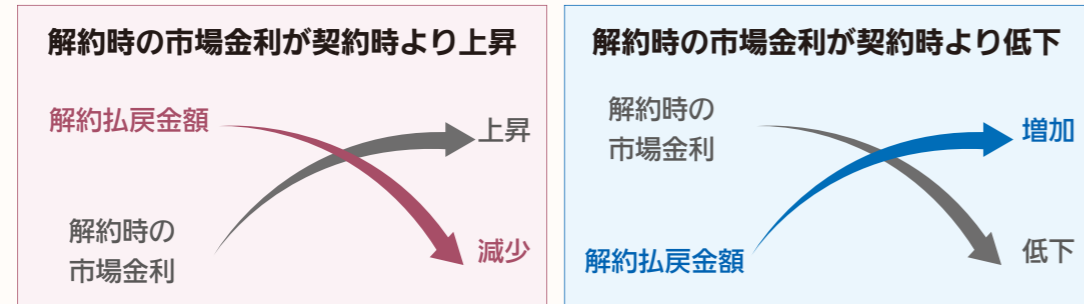 解約時の市場金利が契約時より上昇
解約払戻金額
上昇
解約時の
市場金利
減少
解約時の市場金利が契約時より低下
解約時の
市場金利
増加
解約払戻金額
低下